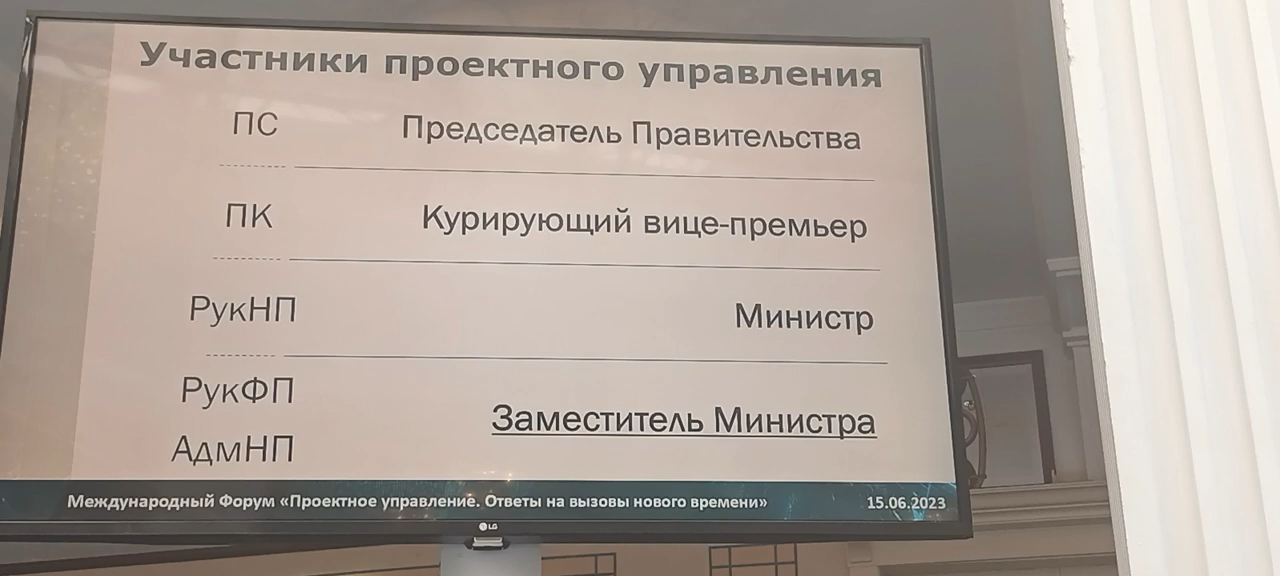 Участники проектного управления
ПС Председатель Правительства
ПК Курирующий вице-премьер
РукНП Министр
РукФП
Заместитель Министра
АдмНП
Международный Форум «Проектное управление. Ответы на вызовы нового времени» 15.06.2023
LG